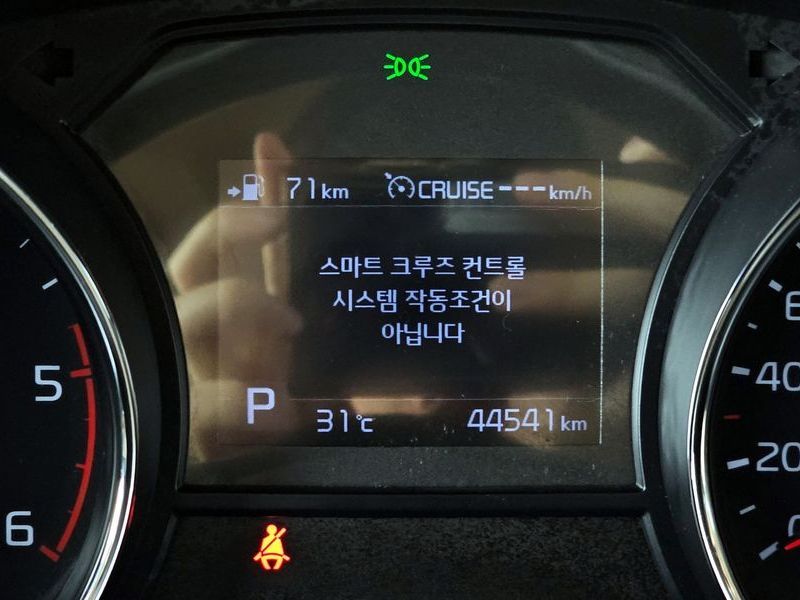 71km CRUISE---km/h
스마트 크루즈 컨트롤
시스템 작동조건이
아닙니다
P 31℃ 44541km
5
6
40
20